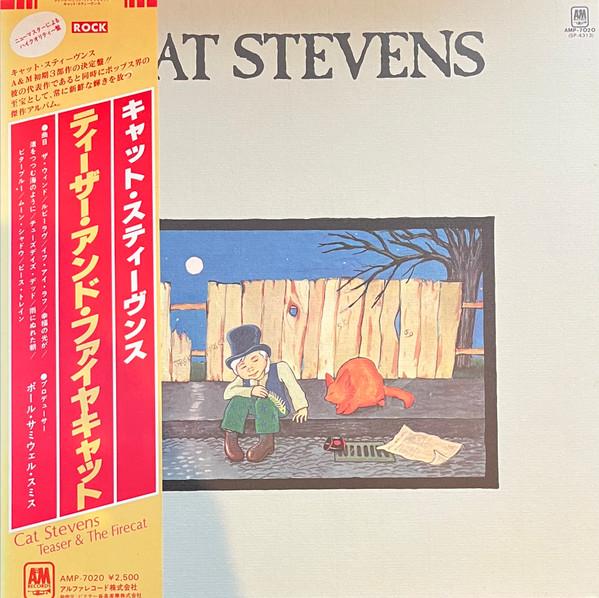 ニューマスターによる
ハイクオリティー盤
ROCK
キャット・スティーヴンス
A&M初期3部作の決定盤!!
彼の代表作であると同時にポップス界の
至宝として、常に新鮮な輝きを放つ
傑作アルバム。
キャット・スティーヴンス
ティーザー・アンド・ファイヤキャット
●曲目 ザ・ウィンド/ルビーラヴ/イフ・アイ・ラフ/幸福の光が/
渚をつつむ海のように/チューズデイズ・デッド/雨にぬれた朝/
ビターブルー/ムーン・シャドウ/ピース・トレイン
●プロデューサー
ポール・サミウェル・スミス
Cat Stevens
Teaser & The Firecat
A&M
RECORDS
AMP-7020 ¥2,500
アルファレコード株式会社
AT STEVENS
A&M
AMP-7020
(SP-4313)